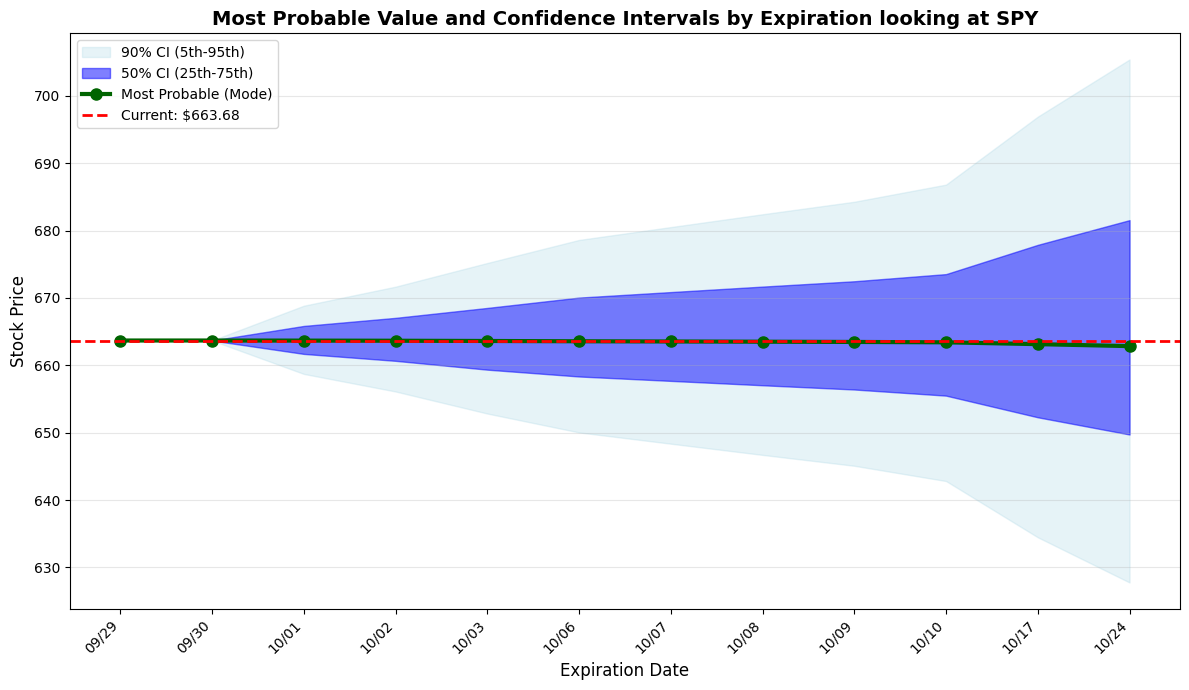 Most Probable Value and Confidence Intervals by Expiration looking at SPY
90% CI (5th-95th)
50% CI (25th-75th)
Most Probable (Mode)
Current: $663.68
Stock Price
700
690
680
670
660
650
640
630
09/29
09/30
10/01
10/02
10/03
10/06
10/07
10/08
10/09
10/10
10/17
10/24
Expiration Date